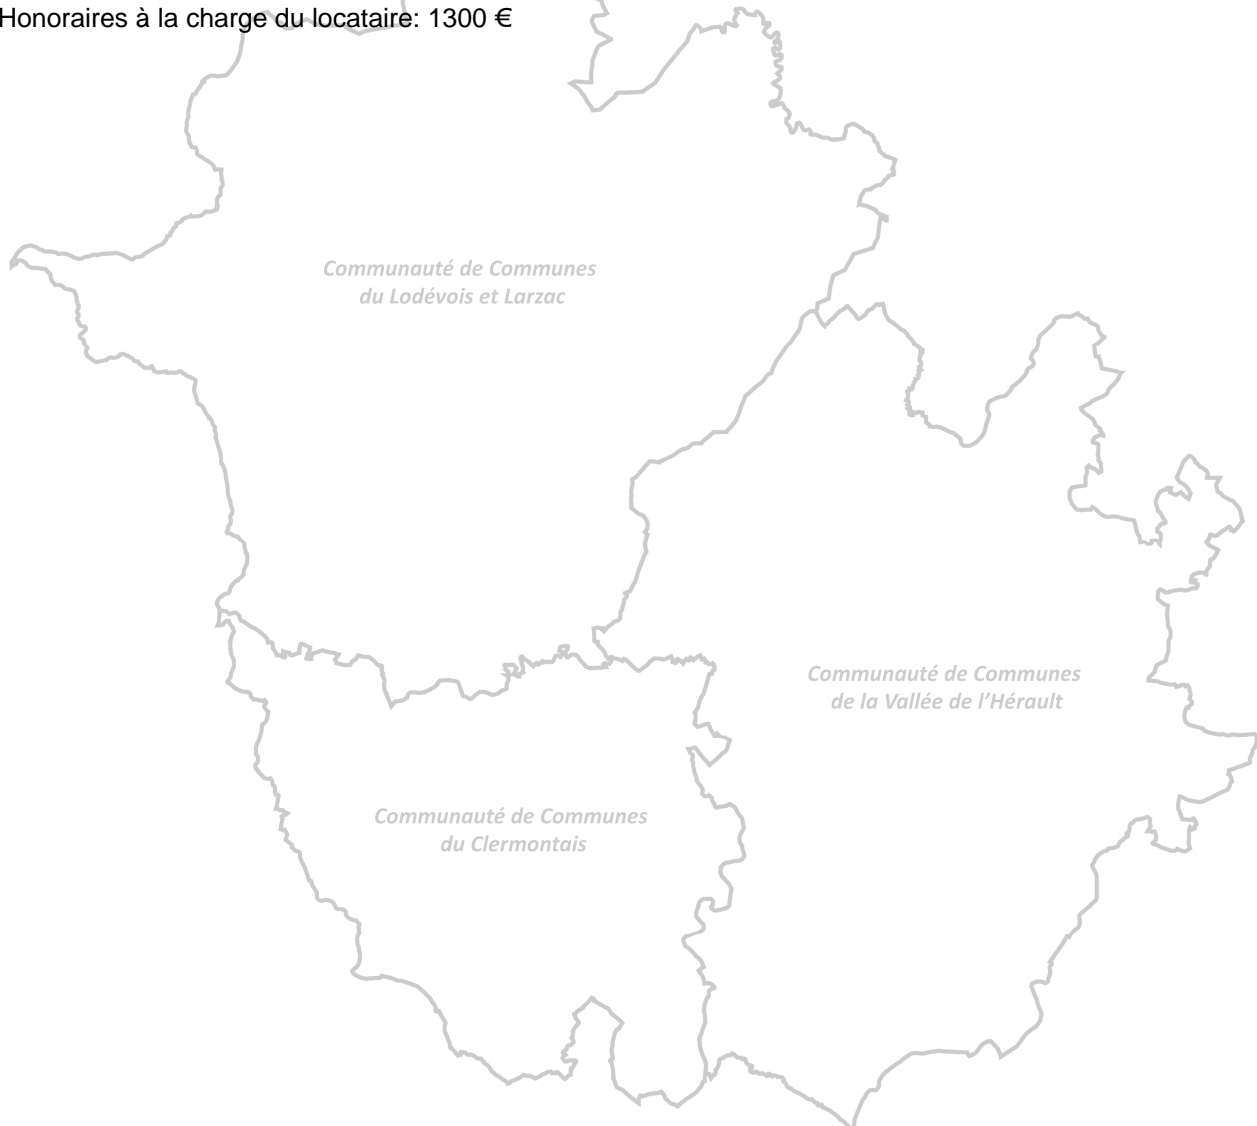 Honoraires à la charge du locataire: 1300 €
Communauté de Communes
du Lodévois et Larzac
Communauté de Communes
de la Vallée de l’Hérault
Communauté de Communes
du Clermontais